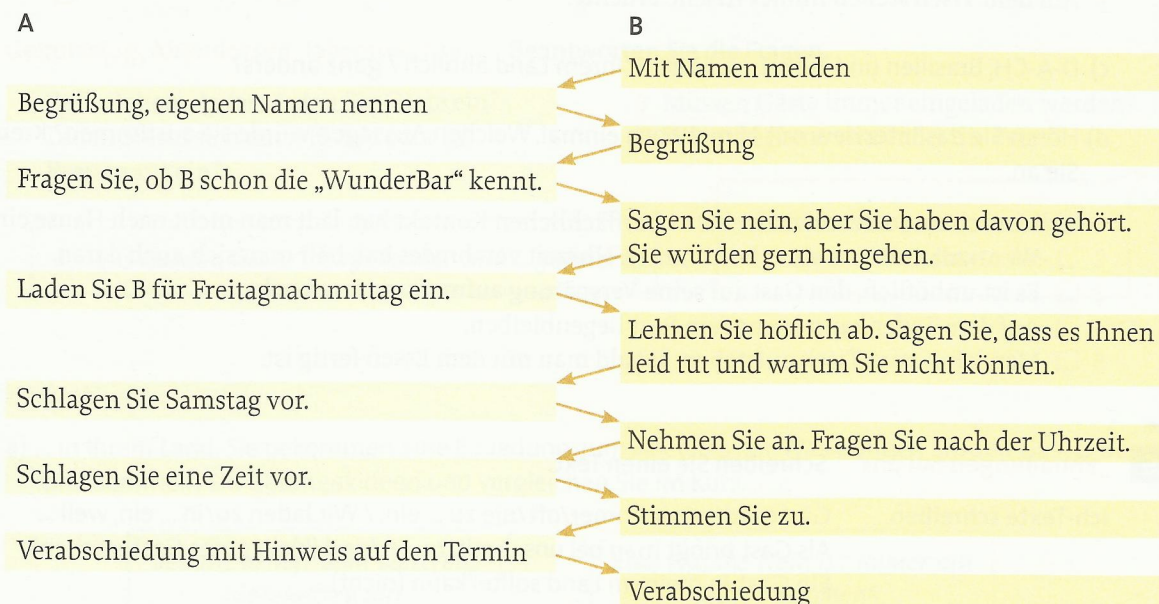 A
B
Mit Namen melden
Begrüßung, eigenen Namen nennen
Begrüßung
Fragen Sie, ob B schon die „WunderBar“ kennt.
Sagen Sie nein, aber Sie haben davon gehört.
Sie würden gern hingehen.
Laden Sie B für Freitagnachmittag ein.
Lehnen Sie höflich ab. Sagen Sie, dass es Ihnen
leid tut und warum Sie nicht können.
Schlagen Sie Samstag vor.
Nehmen Sie an. Fragen Sie nach der Uhrzeit.
Schlagen Sie eine Zeit vor.
Stimmen Sie zu.
Verabschiedung mit Hinweis auf den Termin
Verabschiedung